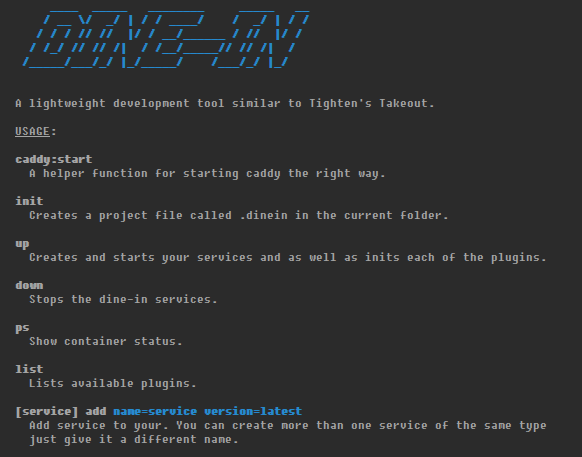 DINE-IN
A lightweight development tool similar to Tighten's Takeout.
USAGE:
caddy:start
A helper function for starting caddy the right way.
init
Creates a project file called .dinein in the current folder.
up
Creates and starts your services and as well as inits each of the plugins.
down
Stops the dine-in services.
ps
Show container status.
list
Lists available plugins.
[service] add name=service version=latest
Add service to your. You can create more than one service of the same type
just give it a different name.